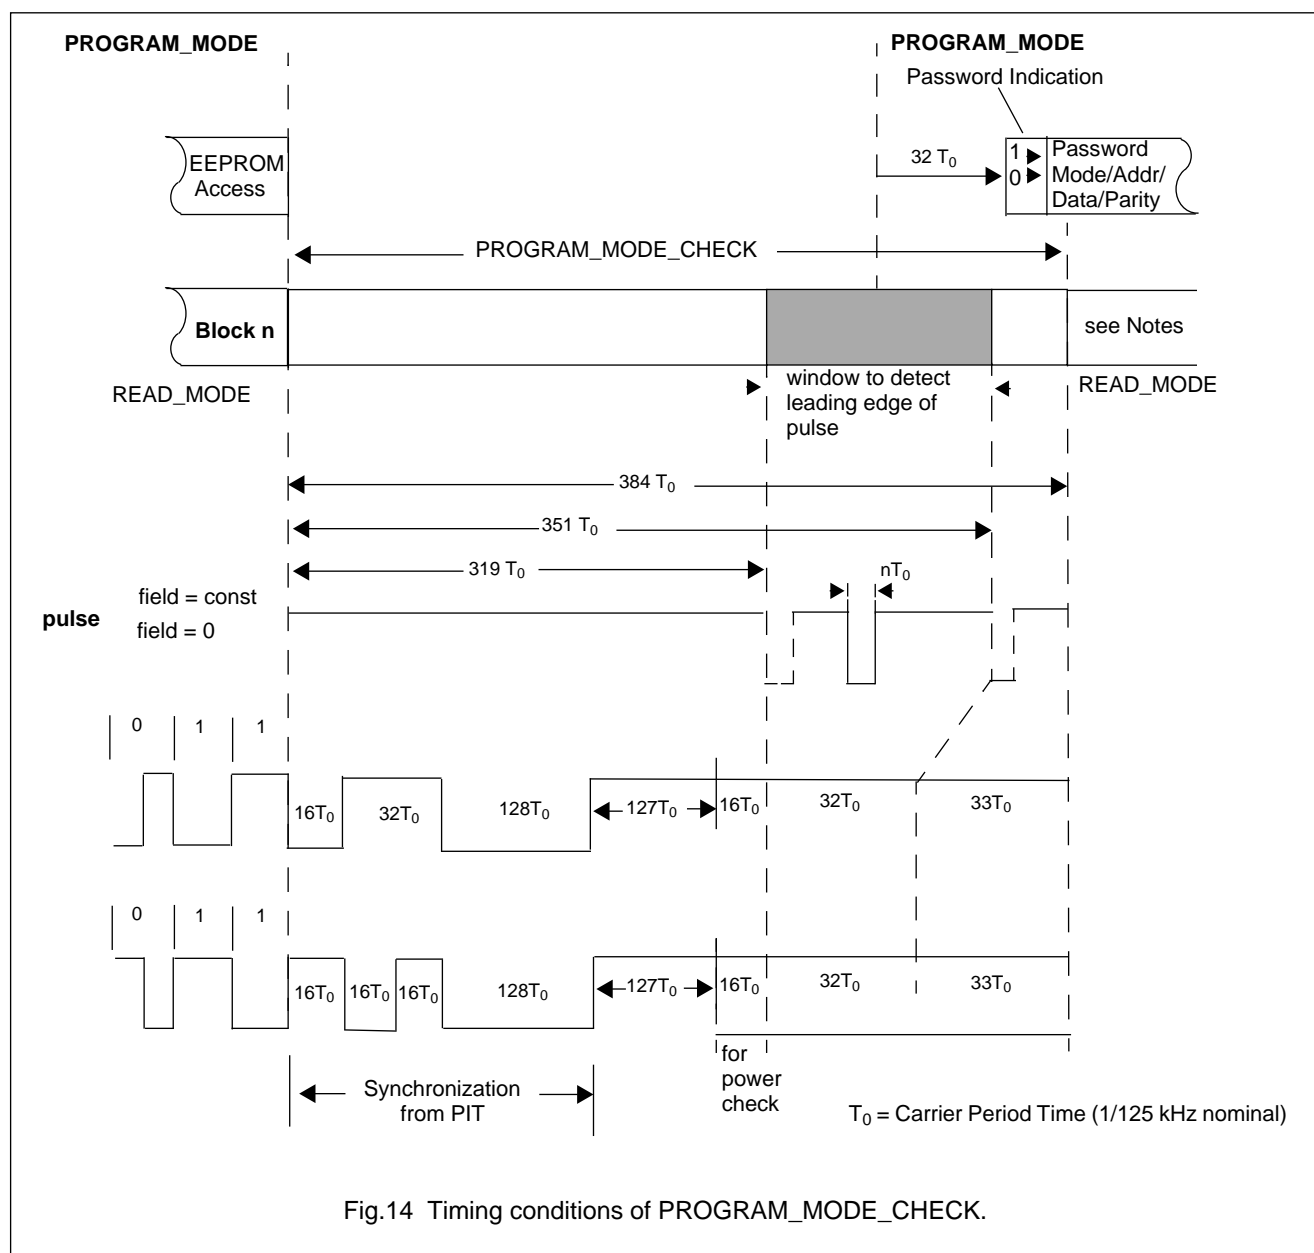 PROGRAM_MODE
PROGRAM_MODE
Password Indication
EEPROM
Access
32 T0
1
0
Password
Mode/Addr/
Data/Parity
PROGRAM_MODE_CHECK
Block n
see Notes
READ_MODE
window to detect
leading edge of
pulse
READ_MODE
384 T0
351 T0
319 T0
nT0
pulse
field = const
field = 0
0 1 1
16T0 32T0 128T0 127T0 16T0 32T0 33T0
0 1 1
16T0 16T0 16T0 128T0 127T0 16T0 32T0 33T0
for
power
check
Synchronization
from PIT
T0 = Carrier Period Time (1/125 kHz nominal)
Fig.14 Timing conditions of PROGRAM_MODE_CHECK.